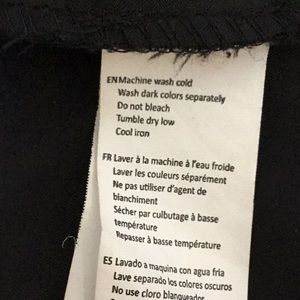 EN Machine wash cold
Wash dark colors separately
Do not bleach
Tumble dry low
Cool iron
FR Laver à la machine à l'eau froide
Laver les couleurs séparément
Ne pas utiliser d'agent de
blanchiment
Sécher par culbutage à basse
température
Repasser à basse température
ES Lavado a maquina con agua fria
Lave separado los colores oscuros
No use cloro blanqueador